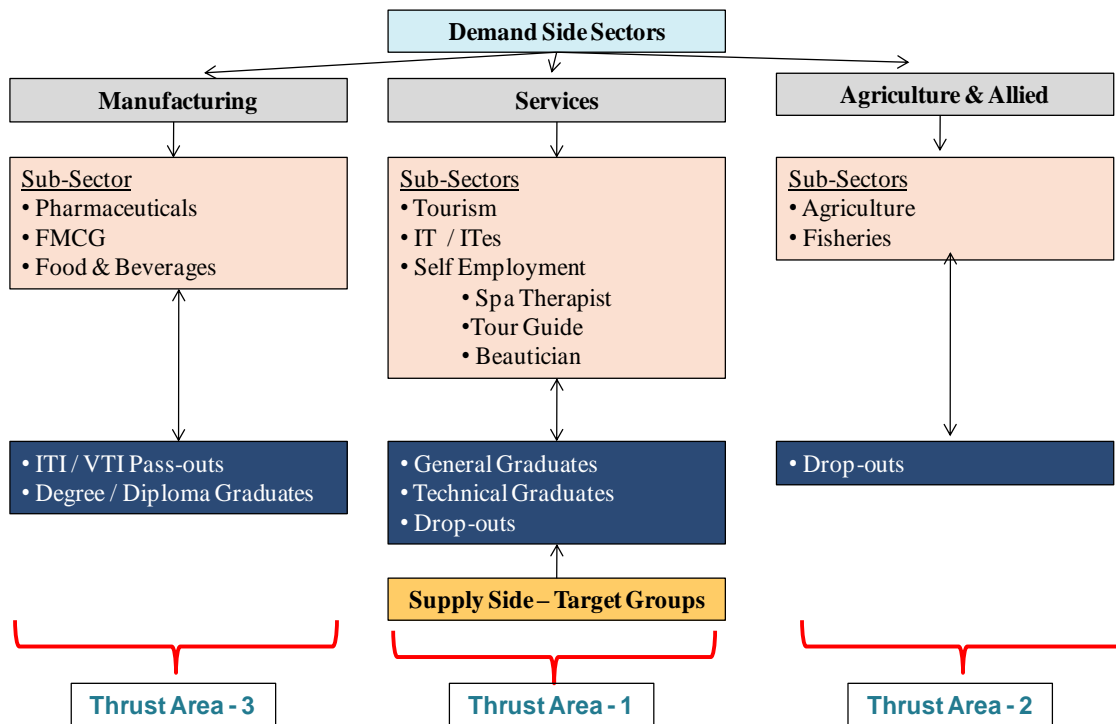 Demand Side Sectors
Manufacturing
Services
Agriculture & Allied
Sub-Sector
• Pharmaceuticals
• FMCG
• Food & Beverages
Sub-Sectors
• Tourism
• IT / ITes
• Self Employment
• Spa Therapist
•Tour Guide
• Beautician
Sub-Sectors
• Agriculture
• Fisheries
• ITI / VTI Pass-outs
• Degree / Diploma Graduates
• General Graduates
• Technical Graduates
• Drop-outs
• Drop-outs
Supply Side – Target Groups
Thrust Area - 3
Thrust Area - 1
Thrust Area - 2